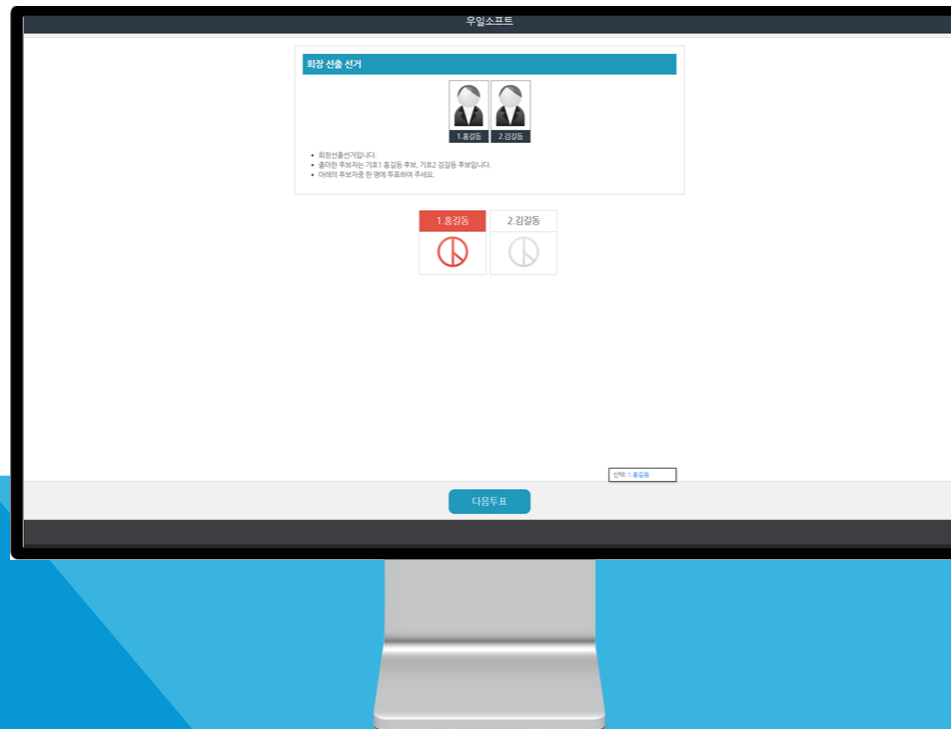 우일소프트
회장 선출 선거
1.홍길동 2.김길동
• 회장선출선거입니다.
• 출마한 후보자는 기호1 홍길동 후보, 기호2 김길동 후보입니다.
• 아래의 후보자중 한 명에 투표하여 주세요.
1.홍길동 2.김길동
선택: 1.홍길동
다음투표